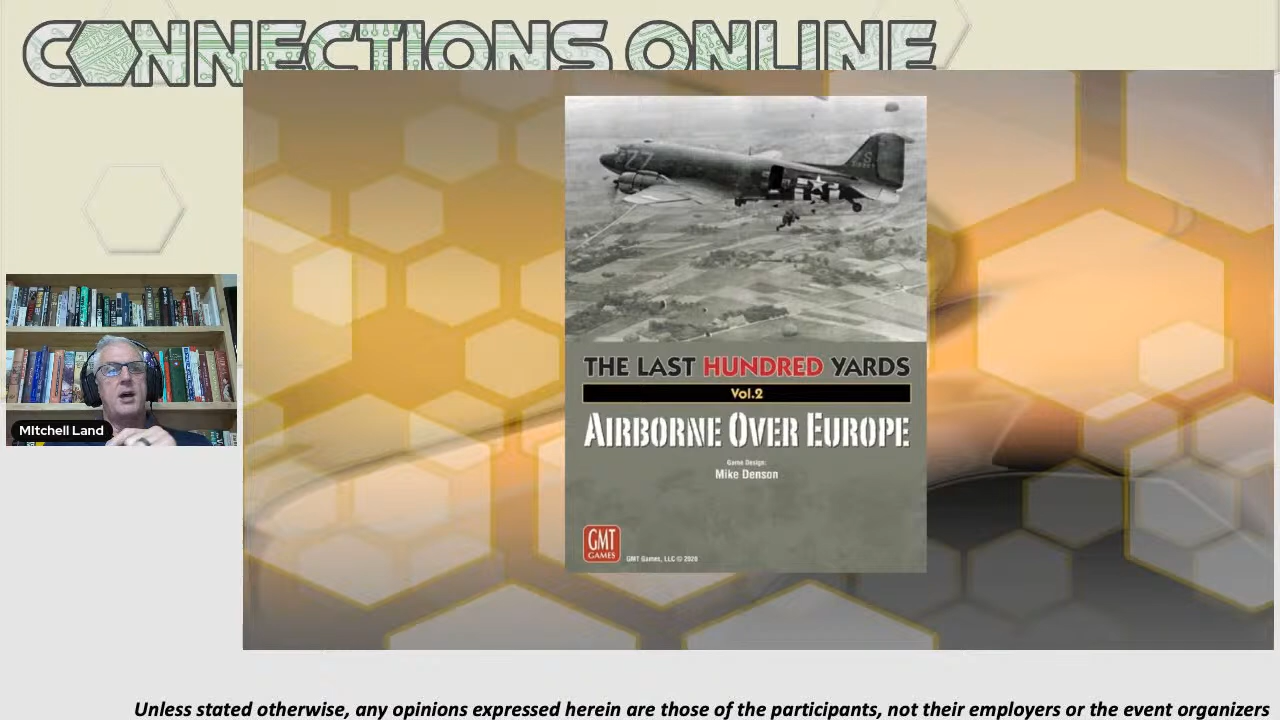 CONNECTIONS ONLINE
THE LAST HUNDRED YARDS
Vol.2
AIRBORNE OVER EUROPE
Game Design:
Mike Denson
GMT
GAMES
GMT Games, LLC © 2020
Mitchell Land
Unless stated otherwise, any opinions expressed herein are those of the participants, not their employers or the event organizers